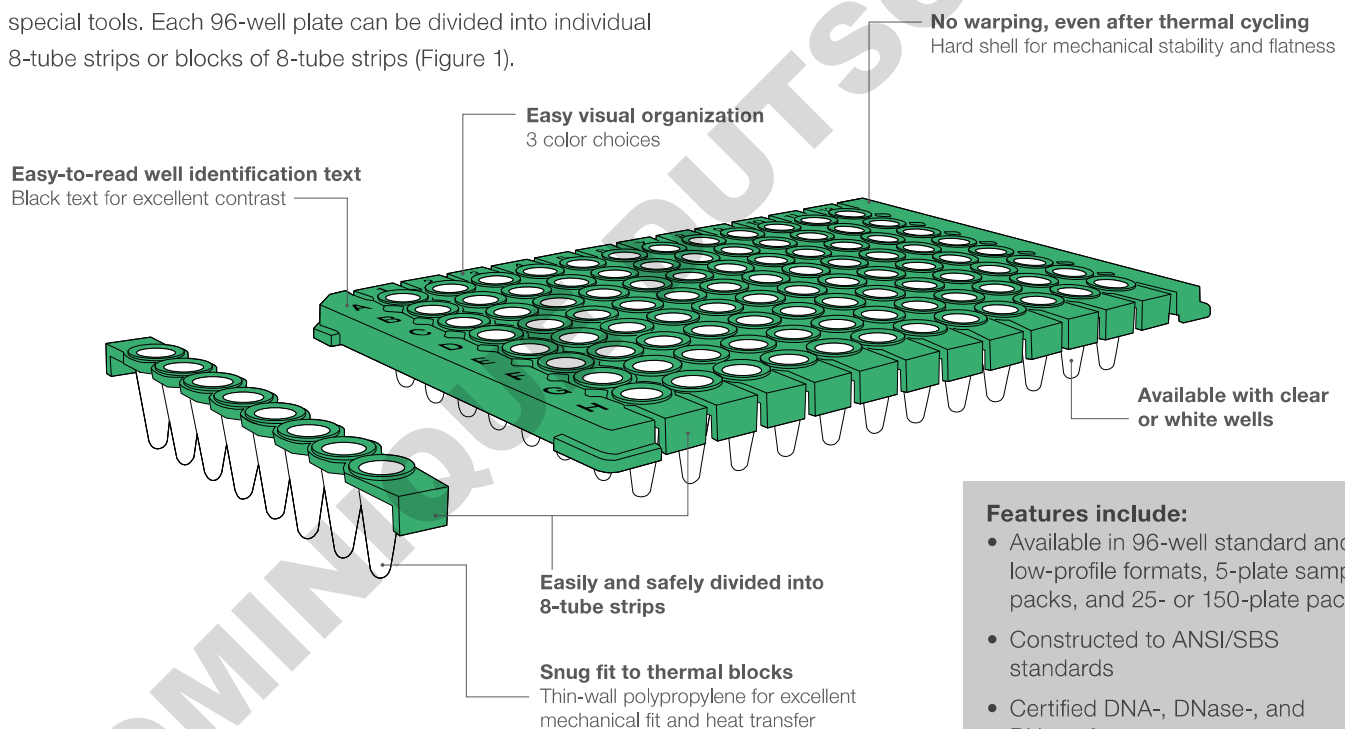 special tools. Each 96-well plate can be divided into individual
8-tube strips or blocks of 8-tube strips (Figure 1).
No warping, even after thermal cycling
Hard shell for mechanical stability and flatness
Easy visual organization
3 color choices
Easy-to-read well identification text
Black text for excellent contrast
A B C D E F G H
Available with clear
or white wells
Easily and safely divided into
8-tube strips
Snug fit to thermal blocks
Thin-wall polypropylene for excellent
mechanical fit and heat transfer
Features include:
• Available in 96-well standard and
low-profile formats, 5-plate
packs, and 25- or 150-plate
• Constructed to ANSI/SBS
standards
• Certified DNA-, DNase-, and